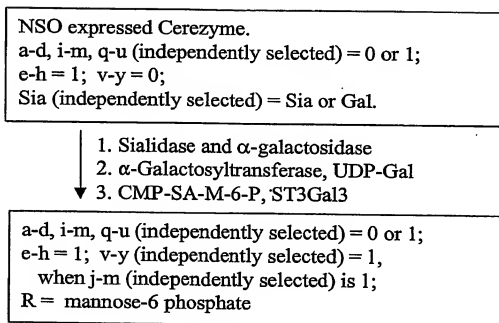 NSO expressed Cerezyme.
a-d, i-m, q-u (independently selected) = 0 or 1;
e-h = 1; v-y = 0;
Sia (independently selected) = Sia or Gal.
1. Sialidase and α-galactosidase
2. α-Galactosyltransferase, UDP-Gal
3. CMP-SA-M-6-P, ST3Gal3
a-d, i-m, q-u (independently selected) = 0 or 1;
e-h = 1; v-y (independently selected) = 1,
when j-m (independently selected) is 1;
R = mannose-6 phosphate